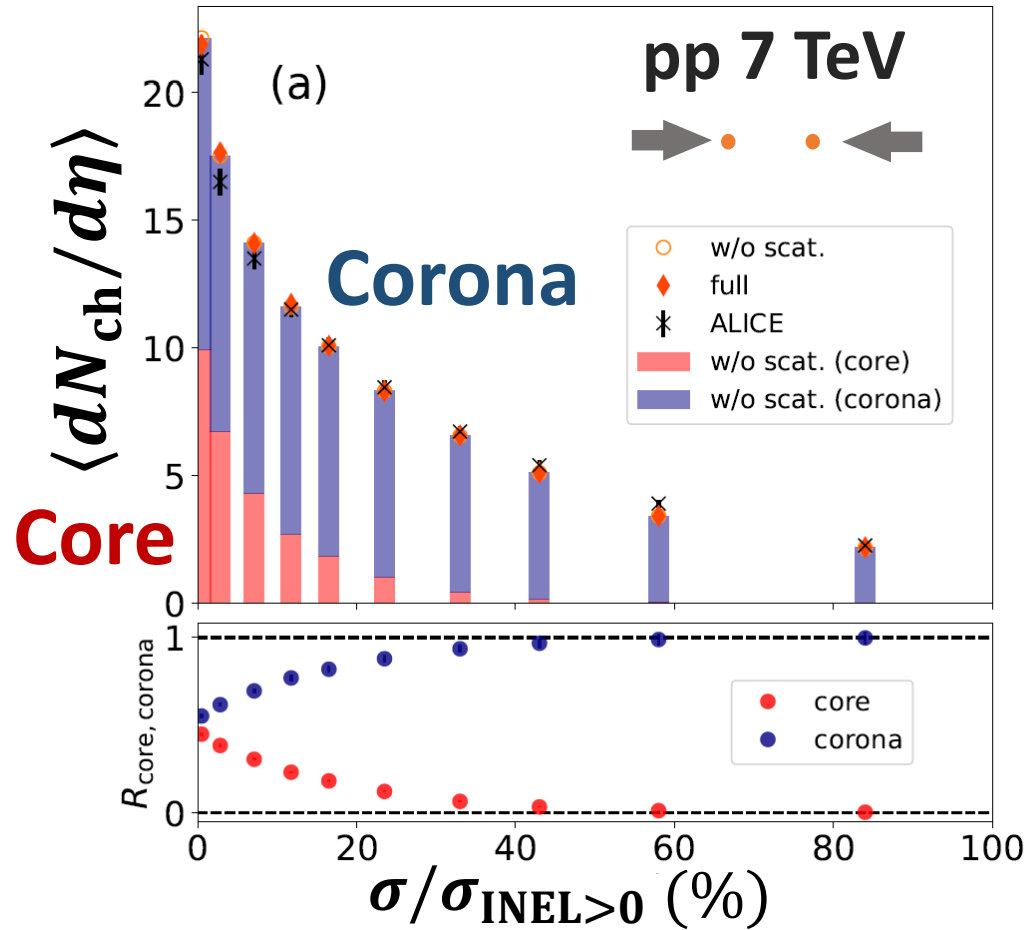 (a)
pp 7 TeV
20
15
10
5
0
⟨dN_ch/dη⟩
Corona
Core
w/o scat.
full
ALICE
w/o scat. (core)
w/o scat. (corona)
1
0
R_core, corona
core
corona
0 20 40 60 80 100
σ/σ_INEL>0 (%)